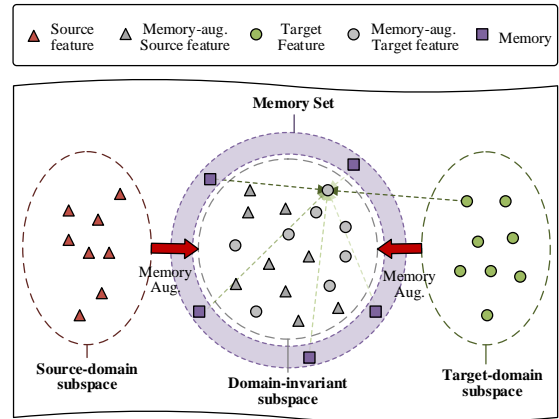 Source
feature
Memory-aug.
Source feature
Target
Feature
Memory-aug.
Target feature
Memory
Memory Set
Memory
Aug.
Memory
Aug.
Source-domain
subspace
Domain-invariant
subspace
Target-domain
subspace